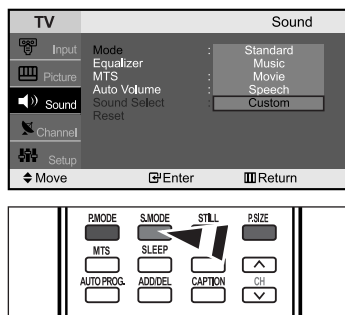 TV Sound
Input
Picture
Sound
Channel
Setup
Mode : Standard
Equalizer Music
MTS : Movie
Auto Volume : Speech
Sound Select : Custom
Reset
Move Enter Return
P.MODE S.MODE STILL P.SIZE
MTS SLEEP
AUTO PROG. ADD/DEL CAPTION CH